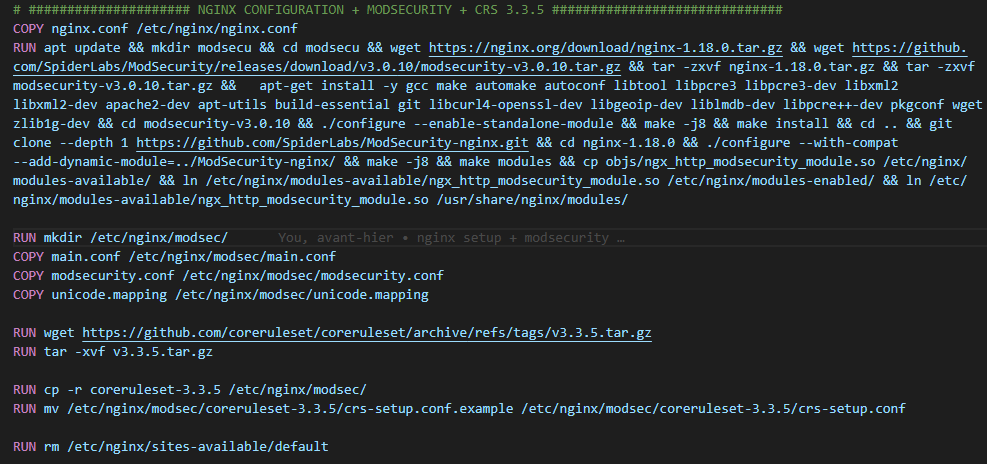 # ##################### NGINX CONFIGURATION + MODSECURITY + CRS 3.3.5 ##############################
COPY nginx.conf /etc/nginx/nginx.conf
RUN apt update && mkdir modsecu && cd modsecu && wget https://nginx.org/download/nginx-1.18.0.tar.gz && wget https://github.
com/SpiderLabs/ModSecurity/releases/download/v3.0.10/modsecurity-v3.0.10.tar.gz && tar -zxvf nginx-1.18.0.tar.gz && tar -zxvf
modsecurity-v3.0.10.tar.gz &&   apt-get install -y gcc make automake autoconf libtool libpcre3 libpcre3-dev libxml2
libxml2-dev apache2-dev apt-utils build-essential git libcurl4-openssl-dev libgeoip-dev liblmdb-dev libpcre++-dev pkgconf wget
zlib1g-dev && cd modsecurity-v3.0.10 && ./configure --enable-standalone-module && make -j8 && make install && cd .. && git
clone --depth 1 https://github.com/SpiderLabs/ModSecurity-nginx.git && cd nginx-1.18.0 && ./configure --with-compat
--add-dynamic-module=../ModSecurity-nginx/ && make -j8 && make modules && cp objs/ngx_http_modsecurity_module.so /etc/nginx/
modules-available/ && ln /etc/nginx/modules-available/ngx_http_modsecurity_module.so /etc/nginx/modules-enabled/ && ln /etc/
nginx/modules-available/ngx_http_modsecurity_module.so /usr/share/nginx/modules/
RUN mkdir /etc/nginx/modsec/ You, avant-hier • nginx setup + modsecurity …
COPY main.conf /etc/nginx/modsec/main.conf
COPY modsecurity.conf /etc/nginx/modsec/modsecurity.conf
COPY unicode.mapping /etc/nginx/modsec/unicode.mapping
RUN wget https://github.com/coreruleset/coreruleset/archive/refs/tags/v3.3.5.tar.gz
RUN tar -xvf v3.3.5.tar.gz
RUN cp -r coreruleset-3.3.5 /etc/nginx/modsec/
RUN mv /etc/nginx/modsec/coreruleset-3.3.5/crs-setup.conf.example /etc/nginx/modsec/coreruleset-3.3.5/crs-setup.conf
RUN rm /etc/nginx/sites-available/default